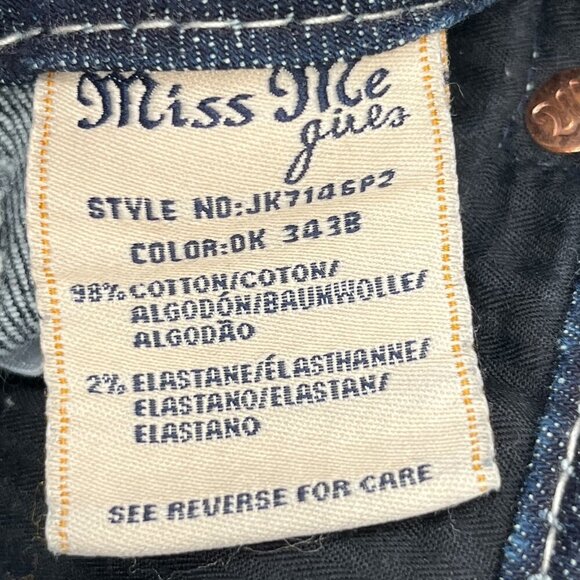 Miss Me
girls
STYLE NO:JK7146P2
COLOR:DK 343B
98% COTTON/COTON/
ALGODÓN/BAUMWOLLE/
ALGODÃO
2% ELASTANE/ÉLASTHANNE/
ELASTANO/ELASTAN/
ELASTANO
SEE REVERSE FOR CARE